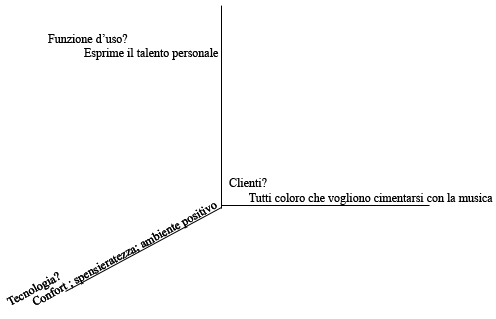 Funzione d’uso?
Esprime il talento personale
Clienti?
Tutti coloro che vogliono cimentarsi con la musica
Tecnologia?
Confort ; spensieratezza; ambiente positivo